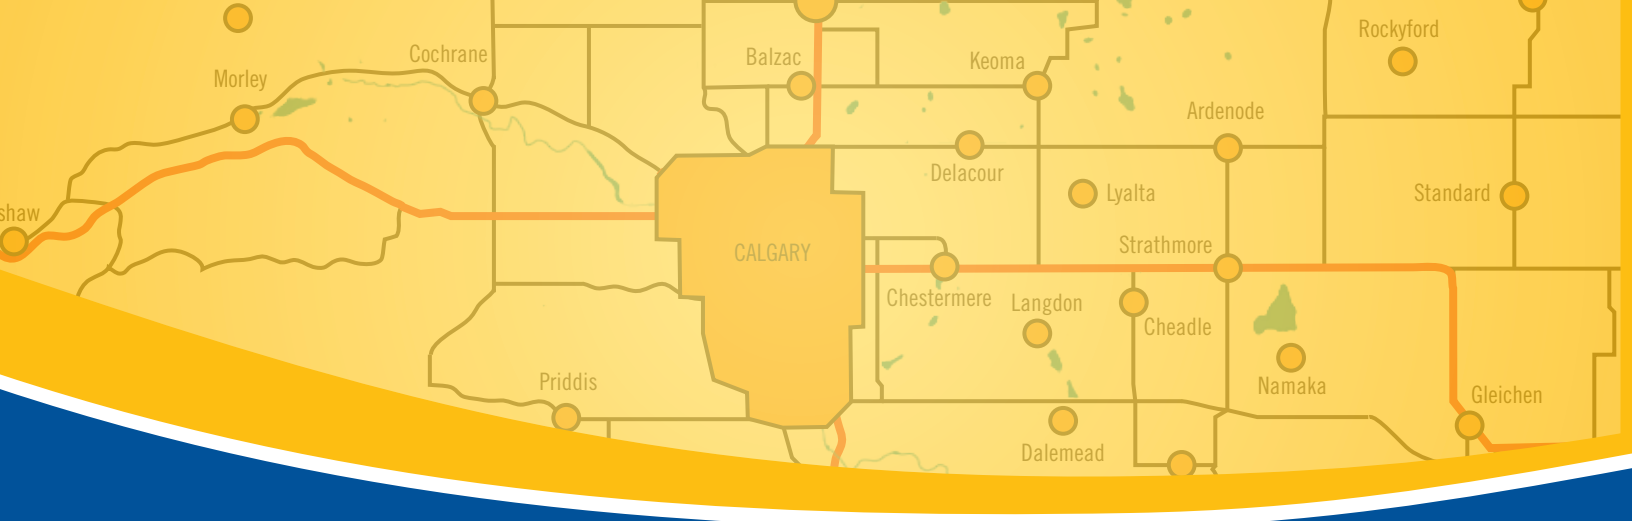 Rockyford
Cochrane
Balzac
Keoma
Morley
Ardenode
Delacour
Lyalta
Standard
shaw
Strathmore
CALGARY
Chestermere
Langdon
Cheadle
Priddis
Namaka
Gleichen
Dalemead